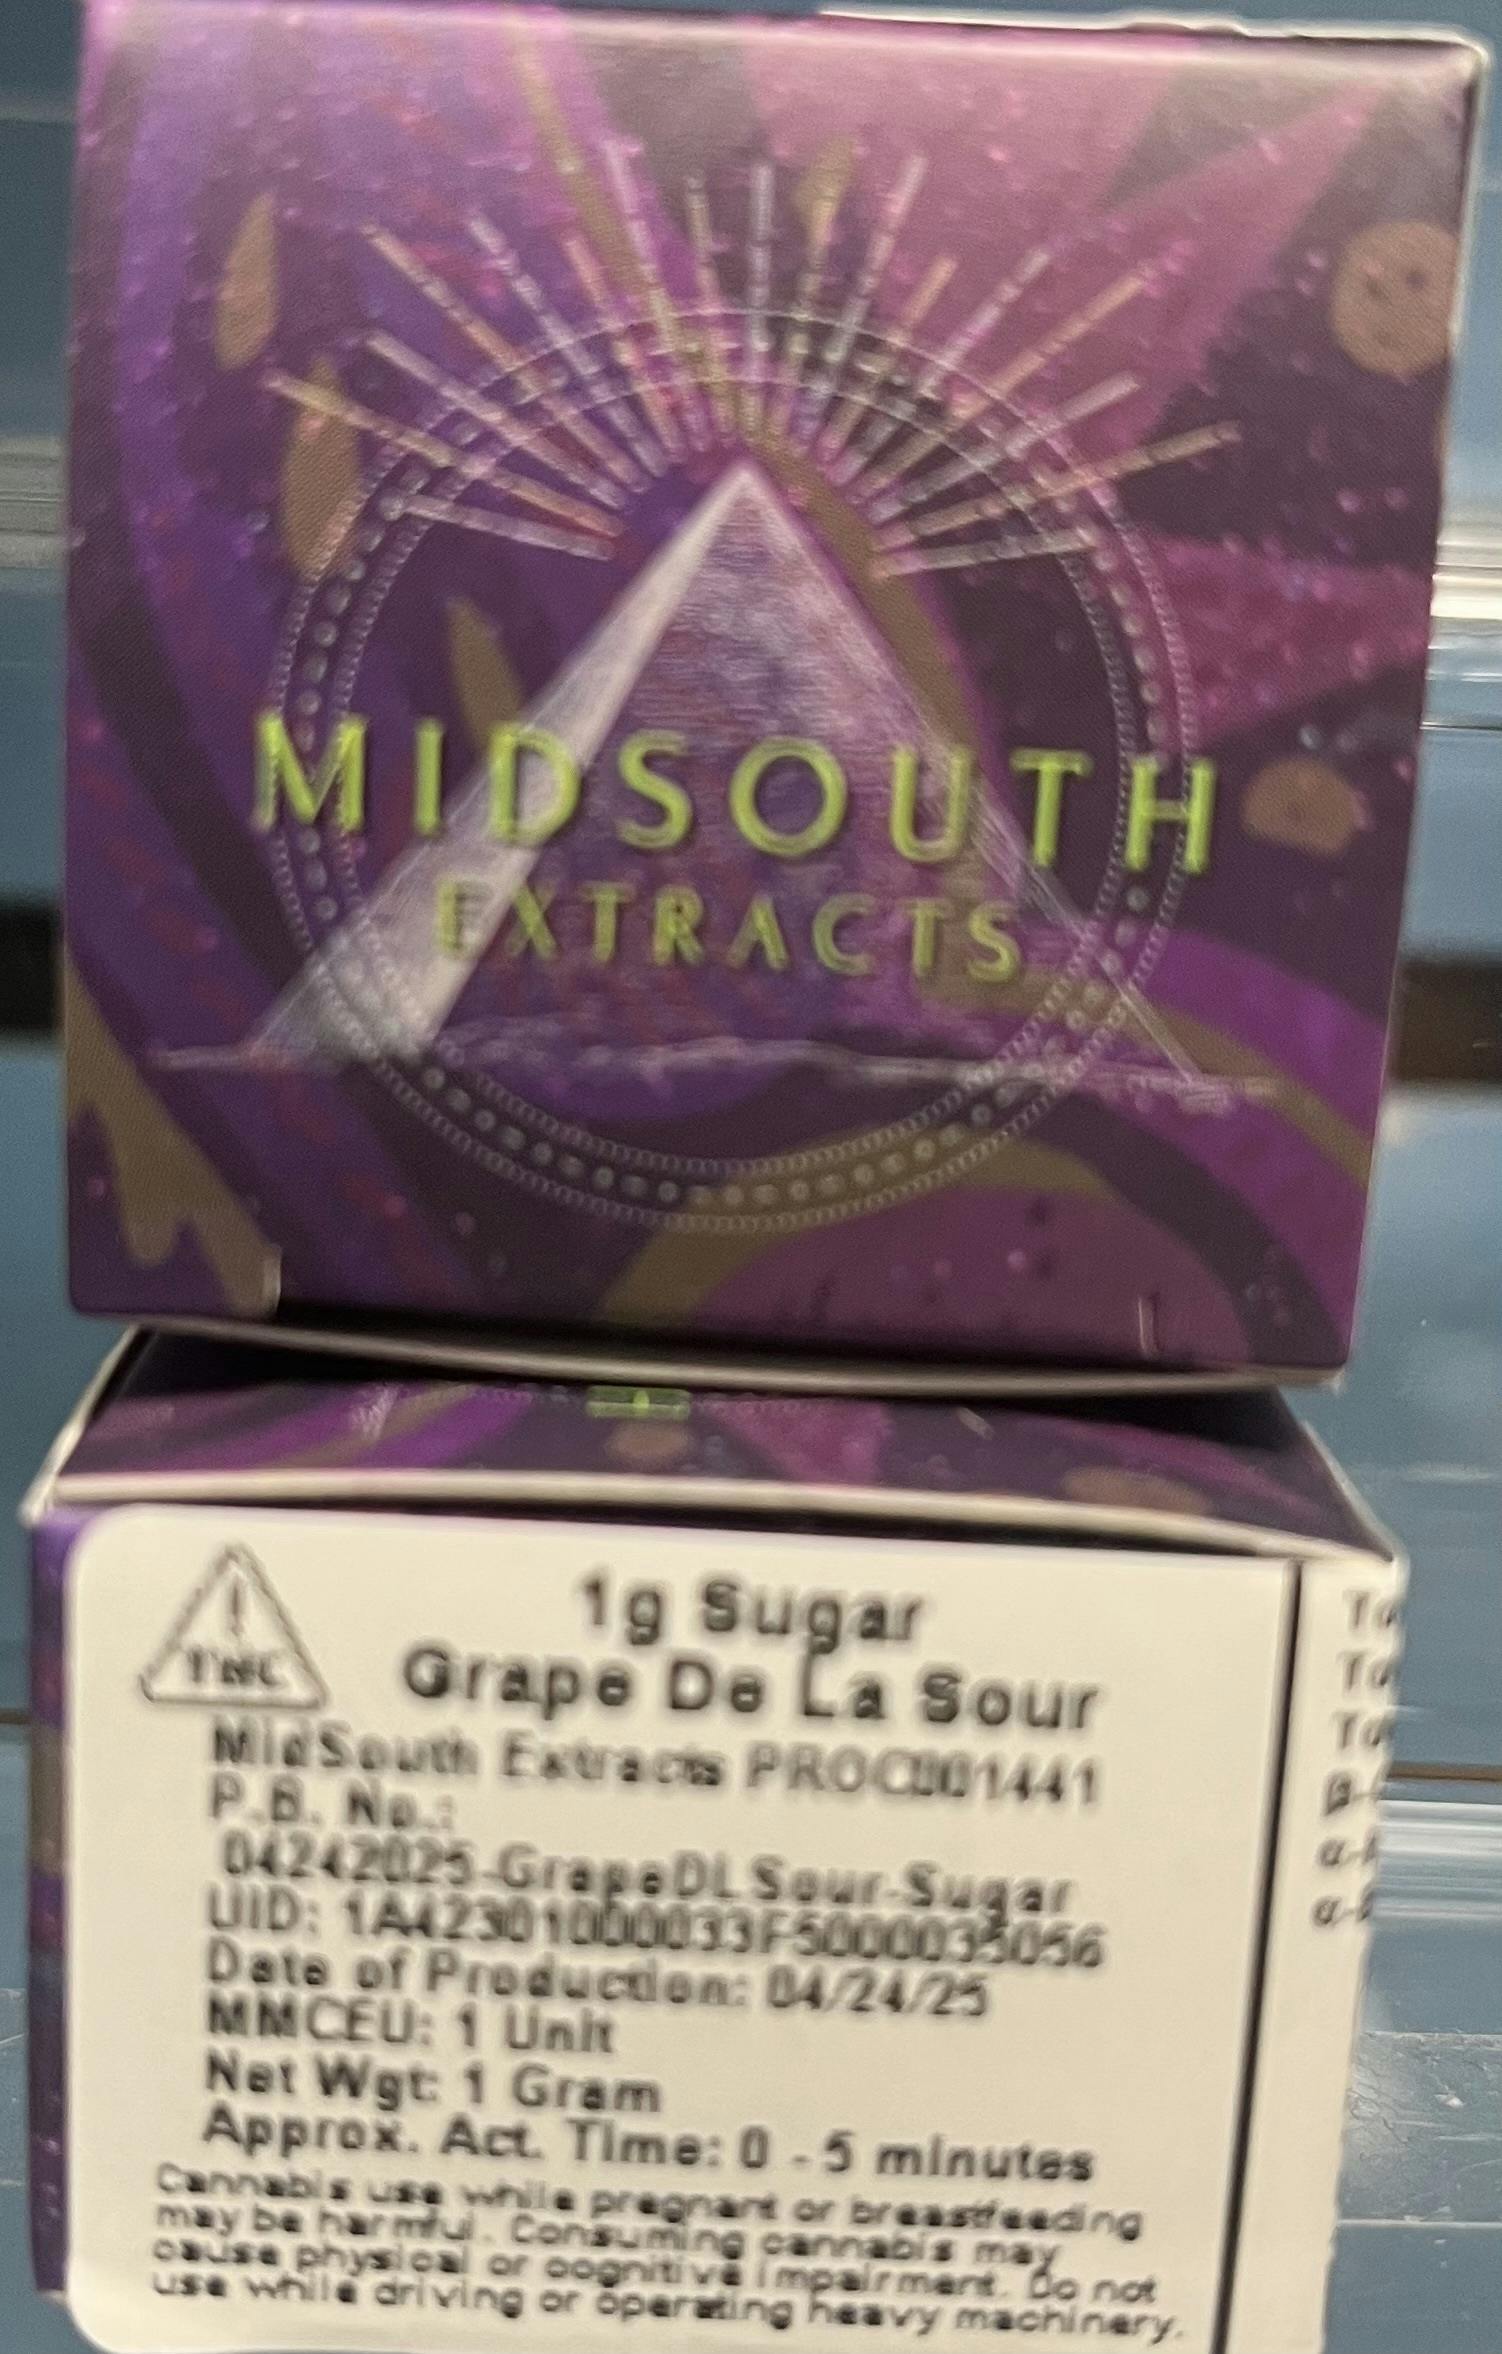 MIDSOUTH
EXTRACTS
!
THC
1g Sugar
Grape De La Sour
MidSouth Extracts PROC001441
P.B. No.:
04242025-GrapeDLSour-Sugar
UID: 1A42301000033F5000035056
Date of Production: 04/24/25
MMCEU: 1 Unit
Net Wgt: 1 Gram
Approx. Act. Time: 0 - 5 minutes
Cannabis use while pregnant or breastfeeding
may be harmful. Consuming cannabis may
cause physical or cognitive impairment. Do not
use while driving or operating heavy machinery.